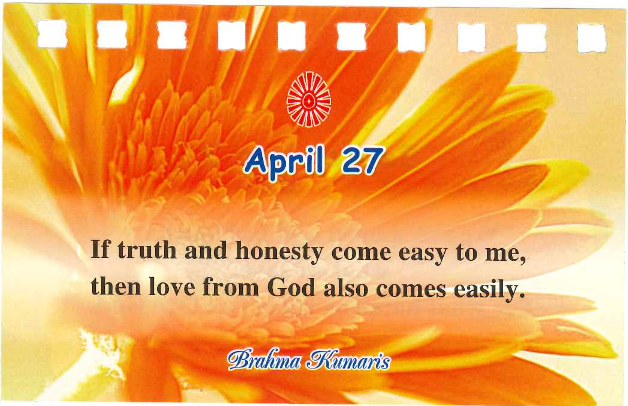 April 27
If truth and honesty come easy to me,
then love from God also comes easily.
Brahma Kumaris